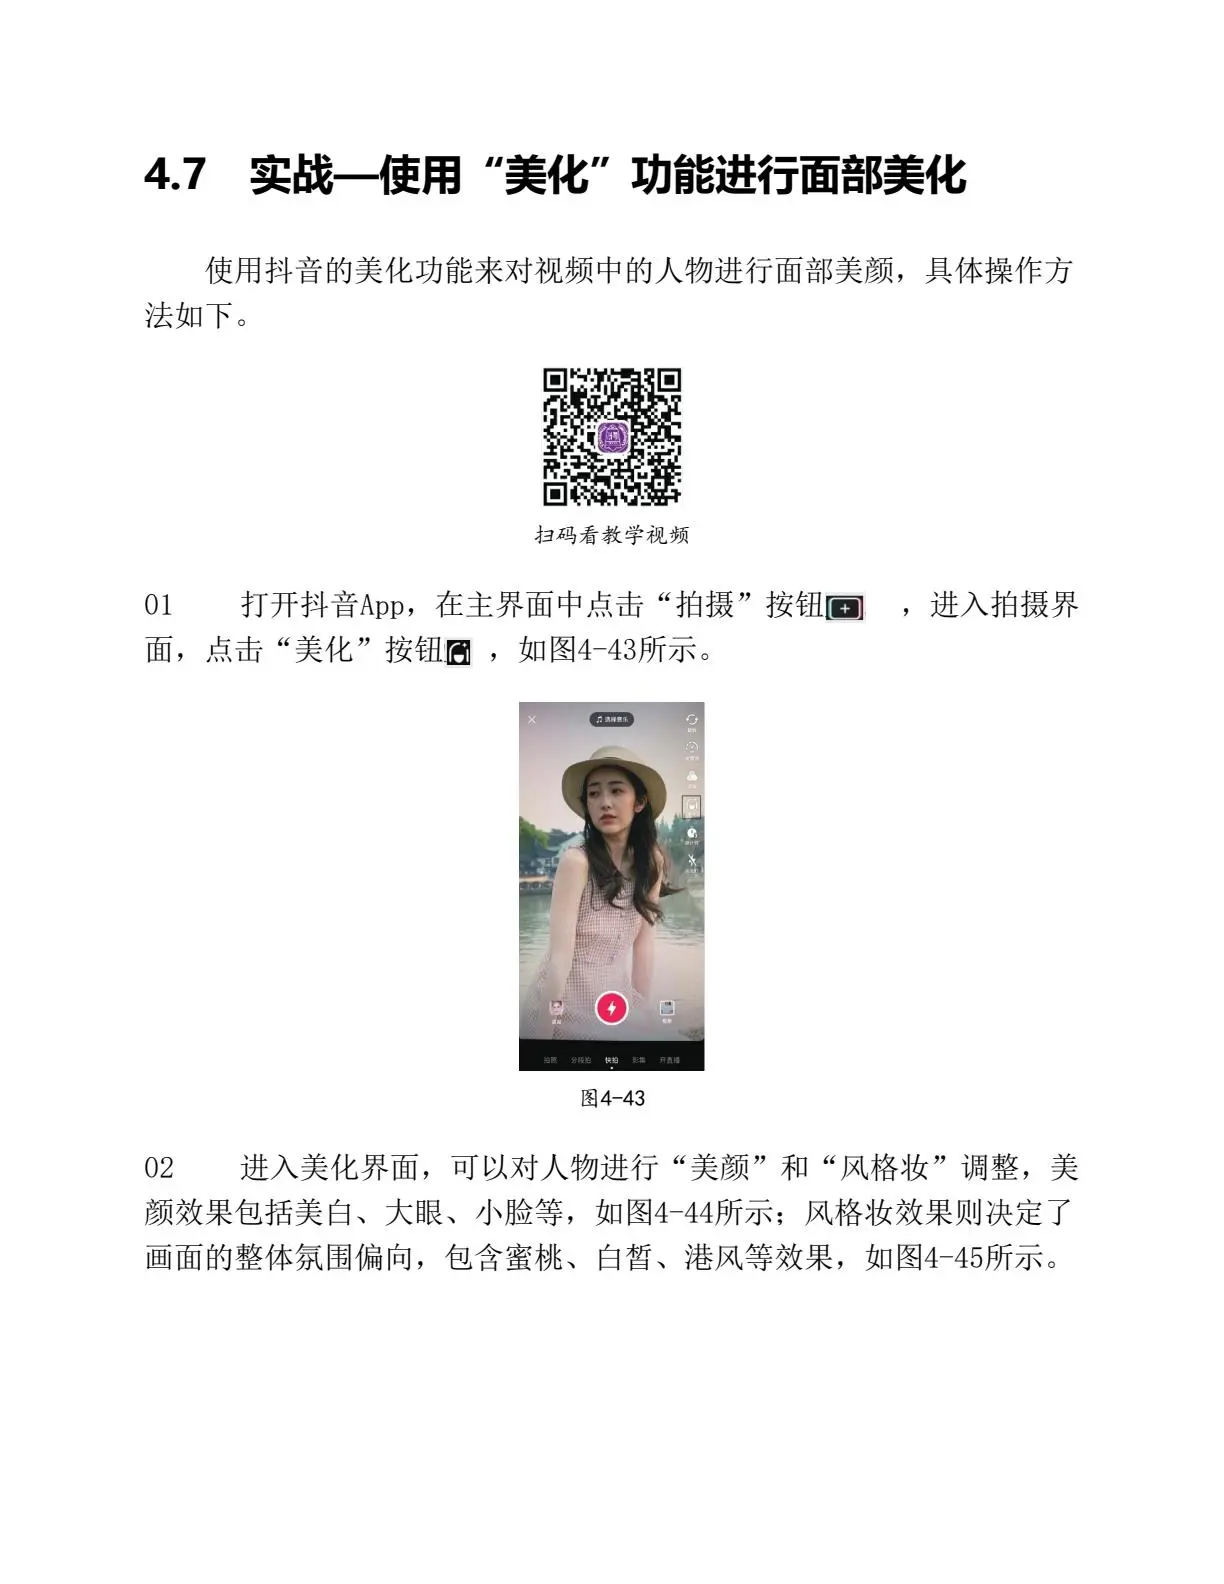 4.7 实战—使用“美化”功能进行面部美化
使用抖音的美化功能来对视频中的人物进行面部美颜，具体操作方
法如下。
扫码看教学视频
01 打开抖音App，在主界面中点击“拍摄”按钮 ，进入拍摄界
面，点击“美化”按钮 ，如图4-43所示。
选择音乐
翻转
拍照 分段拍 快拍 影集 开直播
图4-43
02 进入美化界面，可以对人物进行“美颜”和“风格妆”调整，美
颜效果包括美白、大眼、小脸等，如图4-44所示；风格妆效果则决定了
画面的整体氛围偏向，包含蜜桃、白皙、港风等效果，如图4-45所示。